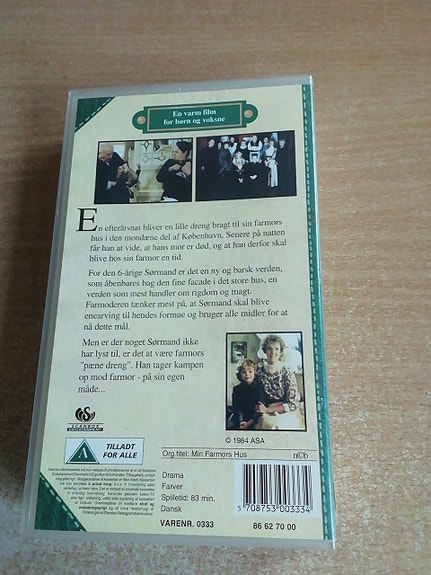 En varm film
for børn og voksne
En efterårsnat bliver en lille dreng bragt til sin farmors
hus i den mondæne del af København. Senere på natten
får han at vide, at hans mor er død, og at han derfor skal
blive hos sin farmor en tid.
For den 6-årige Sørmand er det en ny og barsk verden,
som åbenbares bag den fine facade i det store hus, en
verden som mest handler om rigdom og magt.
Farmoderen tænker mest på, at Sørmand skal blive
enearving til hendes formue og bruger alle midler for at
nå dette mål.
Men er der noget Sørmand ikke
har lyst til, er det at være farmors
"pæne dreng". Han tager kampen
op mod farmor - på sin egen
måde...
© 1984 ASA
SCANBOX
ENTERTAINMENT
A
TILLADT
FOR ALLE
Org.titel: Min Farmors Hus
Drama
Farver
Spilletid: 83 min.
Dansk
VARENR. 0333
5 708753 003334
86 62 70 00